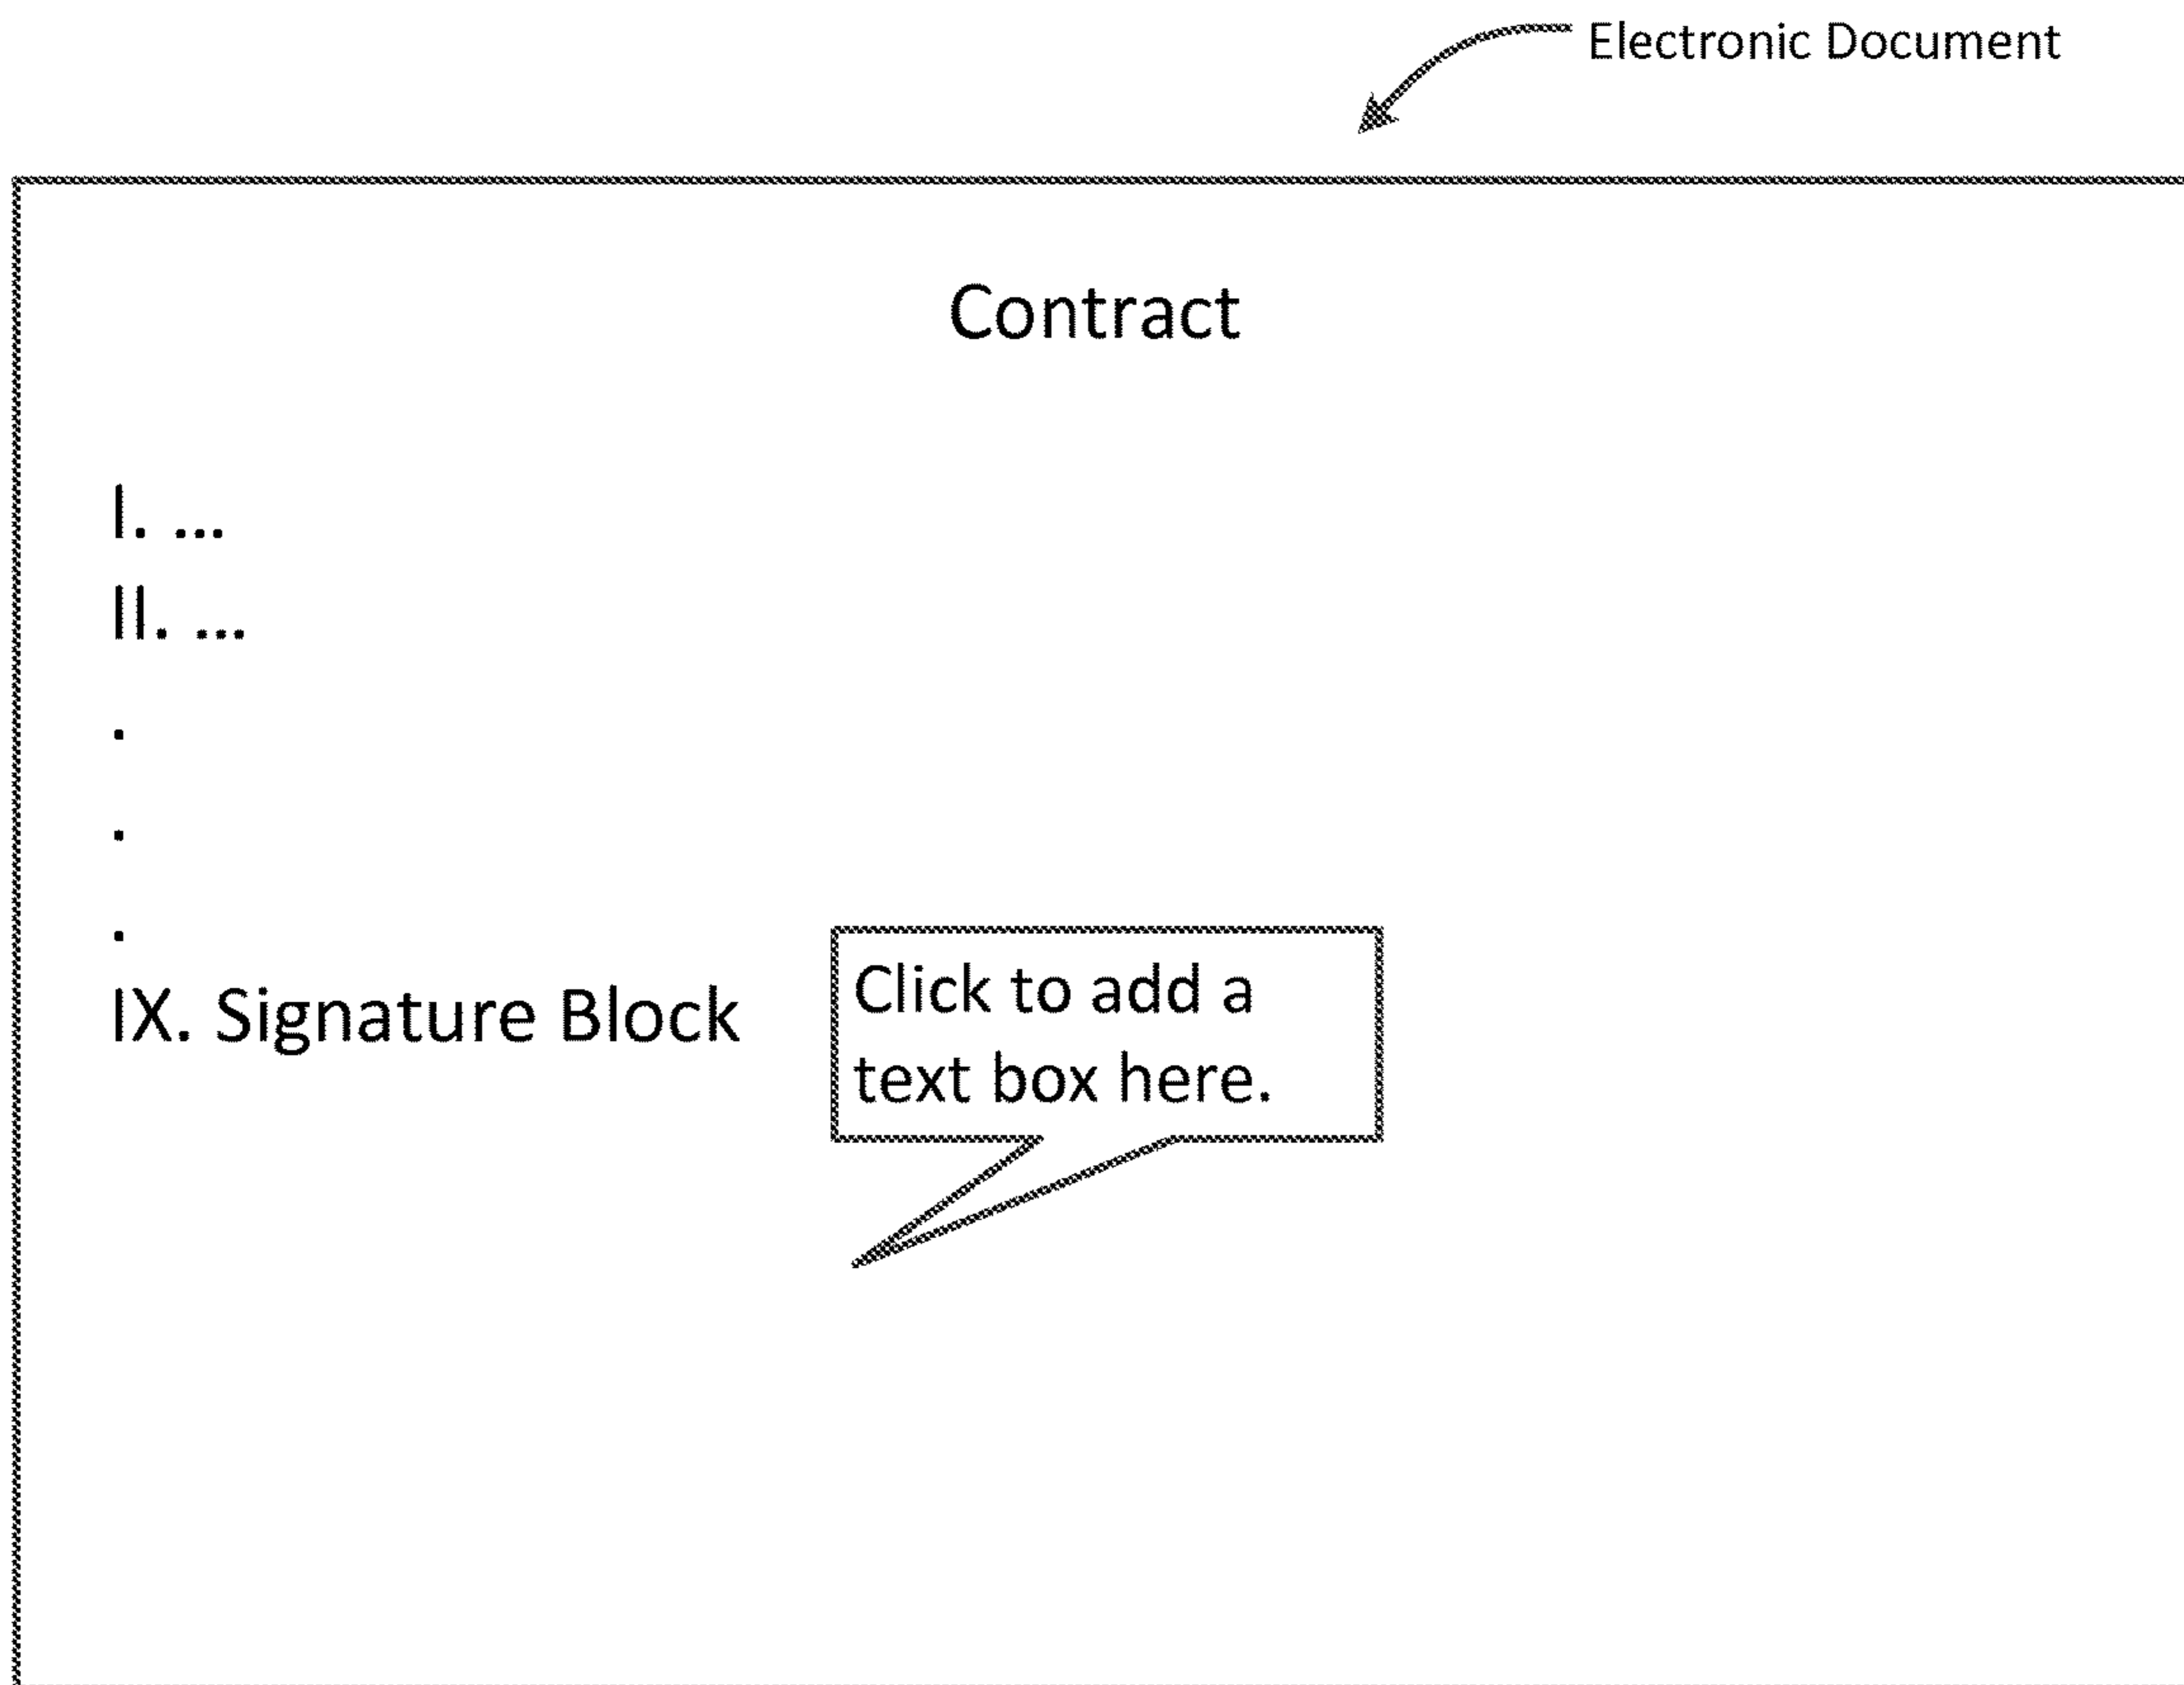 Electronic Document
Contract
I. ...
II. ...
.
.
.
IX. Signature Block
Click to add a
text box here.